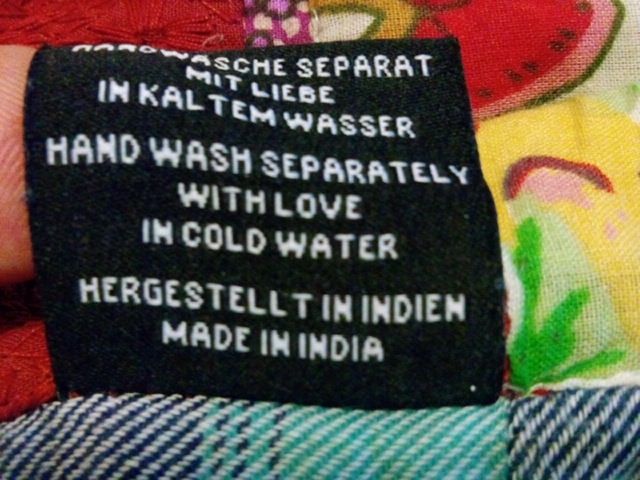 HANDWÄSCHE SEPARAT
MIT LIEBE
IN KALTEM WASSER
HAND WASH SEPARATELY
WITH LOVE
IN COLD WATER
HERGESTELLT IN INDIEN
MADE IN INDIA